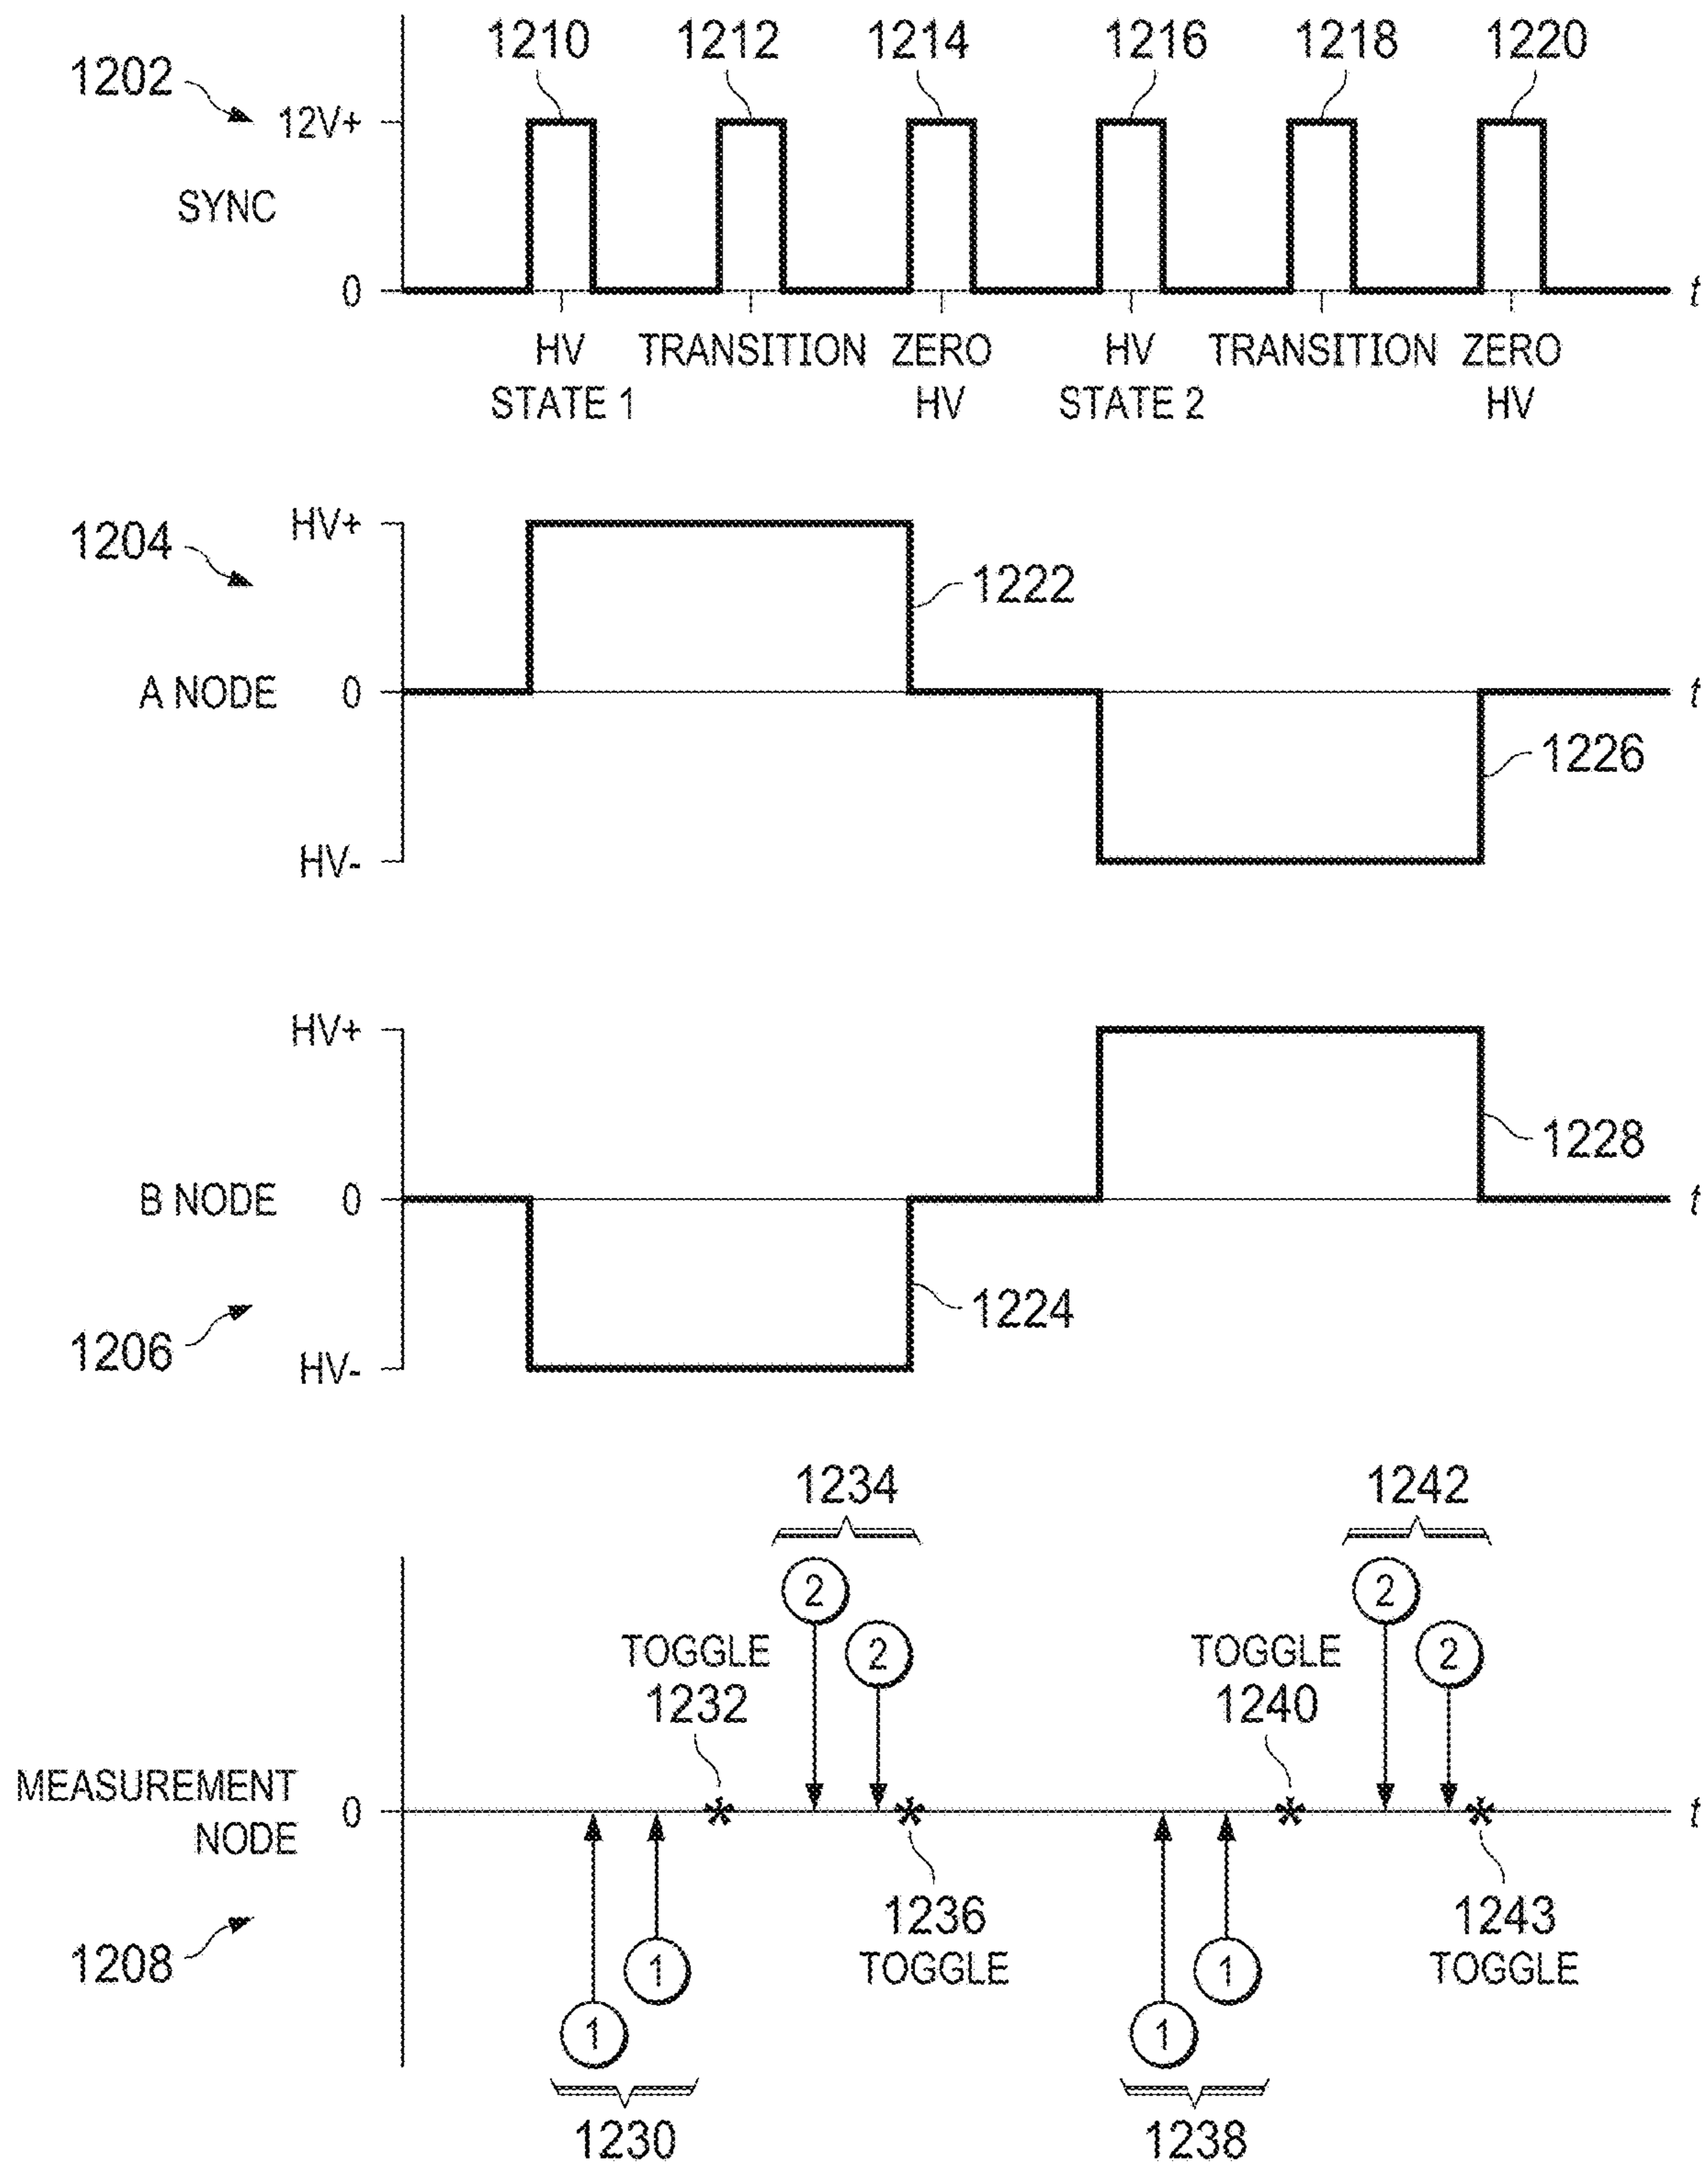 1210 1212 1214 1216 1218 1220
1202
12V+
SYNC
0
t
HV TRANSITION ZERO HV TRANSITION ZERO
STATE 1 HV STATE 2 HV
1204
HV+
1222
A NODE 0
t
1226
HV-
HV+
1228
B NODE 0
t
1224
1206
HV-
1234 1242
2 2
TOGGLE 2 TOGGLE 2
1232 1240
MEASUREMENT
NODE
0
t
1236 1243
TOGGLE TOGGLE
1208
1 1
1 1
1230 1238